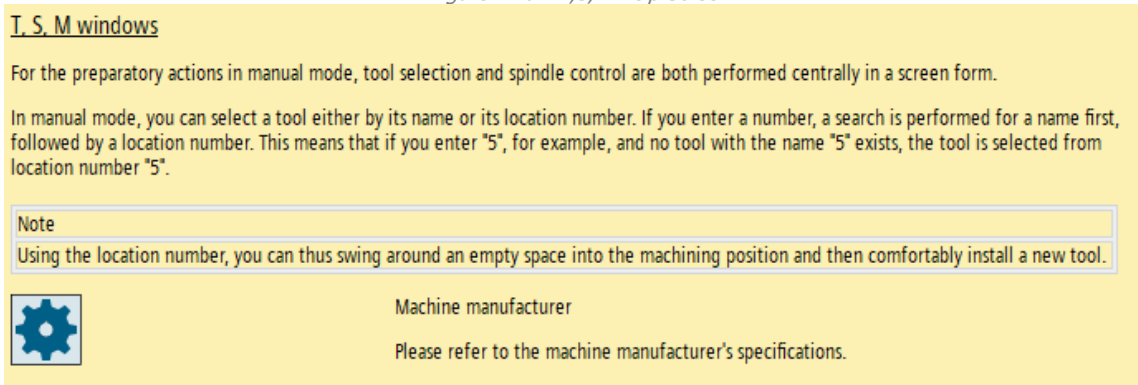 T, S, M windows
For the preparatory actions in manual mode, tool selection and spindle control are both performed centrally in a screen form.
In manual mode, you can select a tool either by its name or its location number. If you enter a number, a search is performed for a name first,
followed by a location number. This means that if you enter "5", for example, and no tool with the name "5" exists, the tool is selected from
location number "5".
Note
Using the location number, you can thus swing around an empty space into the machining position and then comfortably install a new tool.
Machine manufacturer
Please refer to the machine manufacturer's specifications.